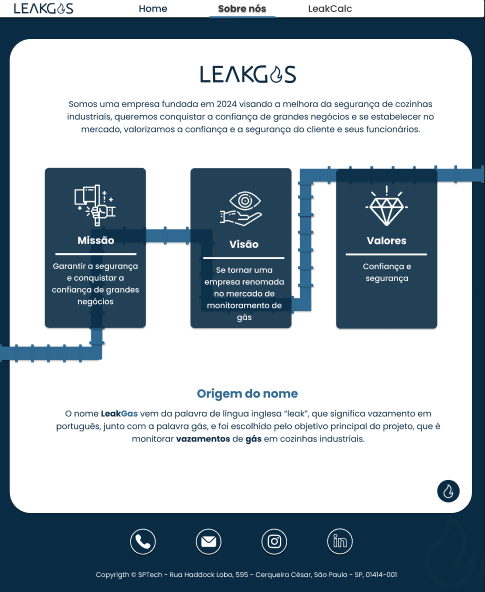 LEAKGAS
Home
Sobre nós
LeakCalc
LEAKGAS
Somos uma empresa fundada em 2024 visando a melhora da segurança de cozinhas
industriais, queremos conquistar a confiança de grandes negócios e se estabelecer no
mercado, valorizamos a confiança e a segurança do cliente e seus funcionários.
Missão
Garantir a segurança
e conquistar a
confiança de grandes
negócios
Visão
Se tornar uma
empresa renomada
no mercado de
monitoramento de
gás
Valores
Confiança e
segurança
Origem do nome
O nome LeakGas vem da palavra de língua inglesa “leak”, que significa vazamento em
português, junto com a palavra gás, e foi escolhido pelo objetivo principal do projeto, que é
monitorar vazamentos de gás em cozinhas industriais.
in
Copyrigth © SPTech - Rua Haddock Lobo, 595 - Cerqueira César, São Paulo - SP, 01414-001